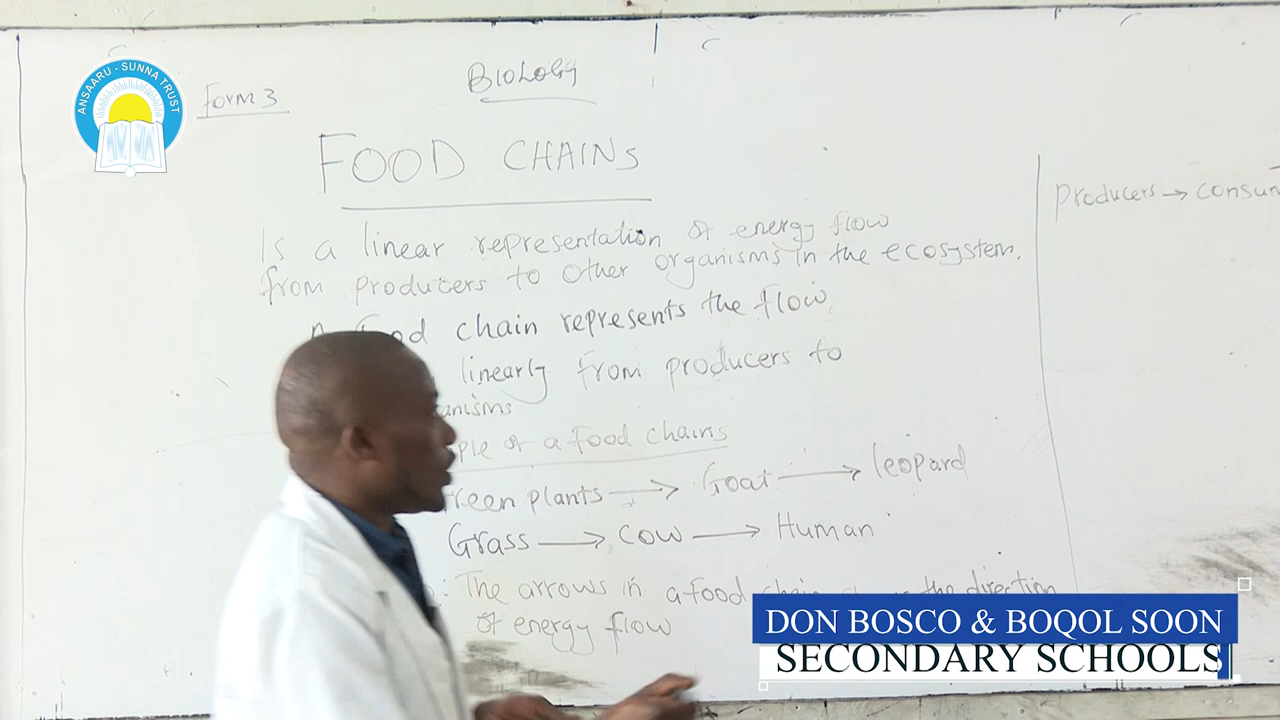 ANSAARU - SUNNA TRUST
Form 3
BIOLOGY
FOOD CHAINS
Is a linear representation of energy flow
from producers to other organisms in the ecosystem.
chain represents the flow
linearly from producers to
of a food chains
plants → Goat → leopard
Grass → cow → Human
The arrows in a food the direction
of energy flow
producers →
DON BOSCO & BOQOL SOON
SECONDARY SCHOOLS